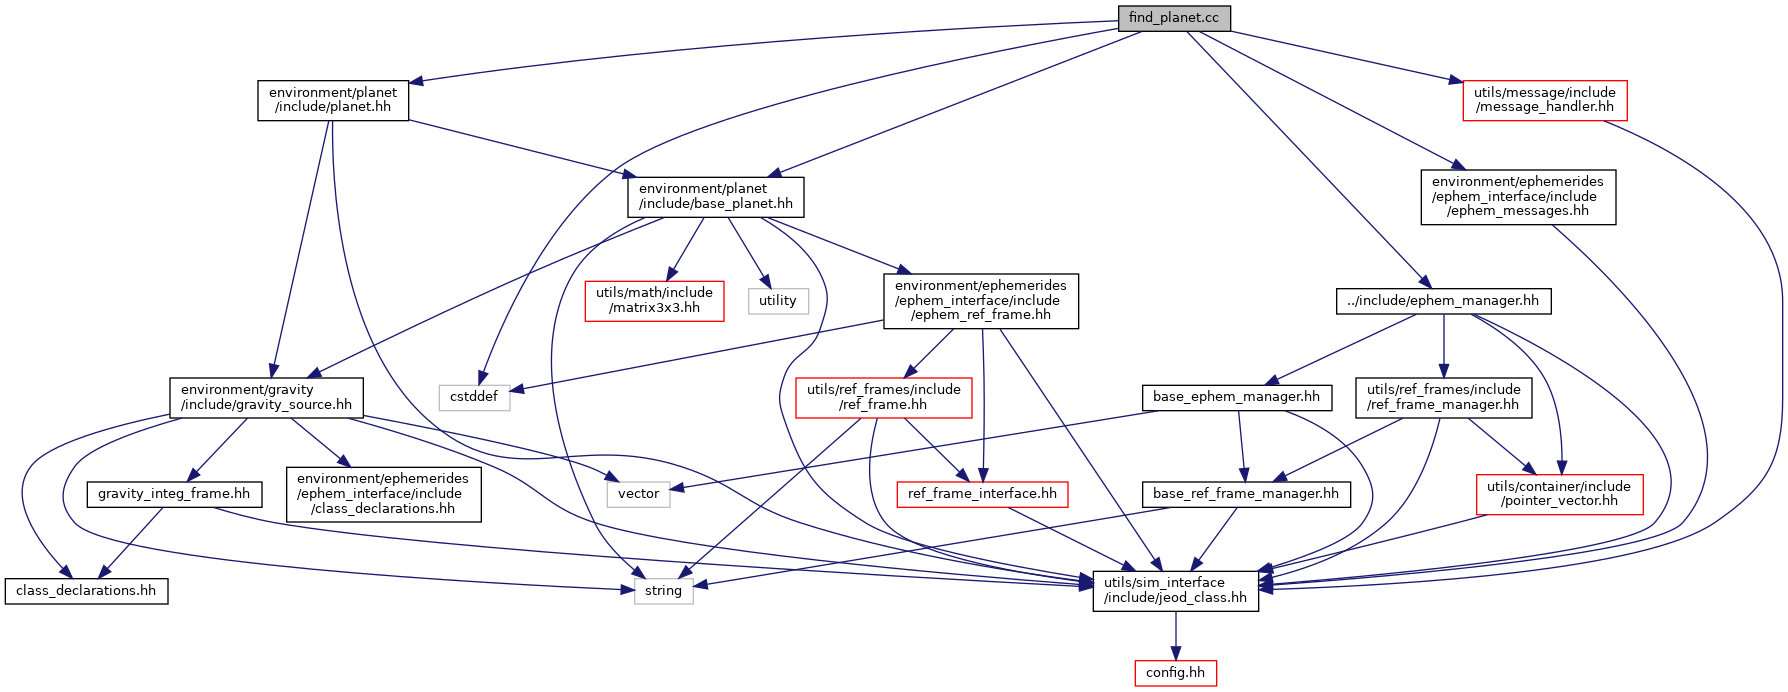 find_planet.cc
environment/planet
/include/planet.hh
utils/message/include
/message_handler.hh
environment/planet
/include/base_planet.hh
environment/ephemerides
/ephem_interface/include
/ephem_messages.hh
utils/math/include
/matrix3x3.hh
utility
environment/ephemerides
/ephem_interface/include
/ephem_ref_frame.hh
../include/ephem_manager.hh
environment/gravity
/include/gravity_source.hh
cstddef
utils/ref_frames/include
/ref_frame.hh
base_ephem_manager.hh
utils/ref_frames/include
/ref_frame_manager.hh
gravity_integ_frame.hh
environment/ephemerides
/ephem_interface/include
/class_declarations.hh
vector
ref_frame_interface.hh
base_ref_frame_manager.hh
utils/container/include
/pointer_vector.hh
class_declarations.hh
string
utils/sim_interface
/include/jeod_class.hh
config.hh